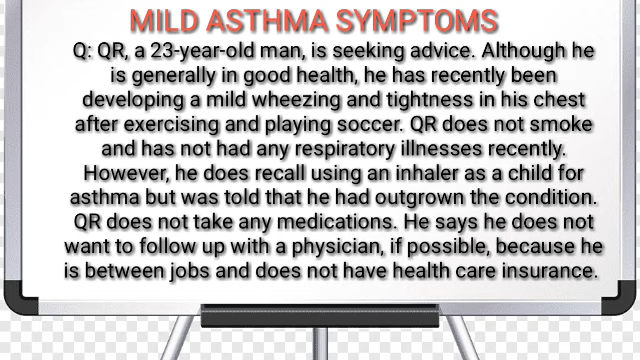 MILD ASTHMA SYMPTOMS
Q: QR, a 23-year-old man, is seeking advice. Although he
is generally in good health, he has recently been
developing a mild wheezing and tightness in his chest
after exercising and playing soccer. QR does not smoke
and has not had any respiratory illnesses recently.
However, he does recall using an inhaler as a child for
asthma but was told that he had outgrown the condition.
QR does not take any medications. He says he does not
want to follow up with a physician, if possible, because he
is between jobs and does not have health care insurance.